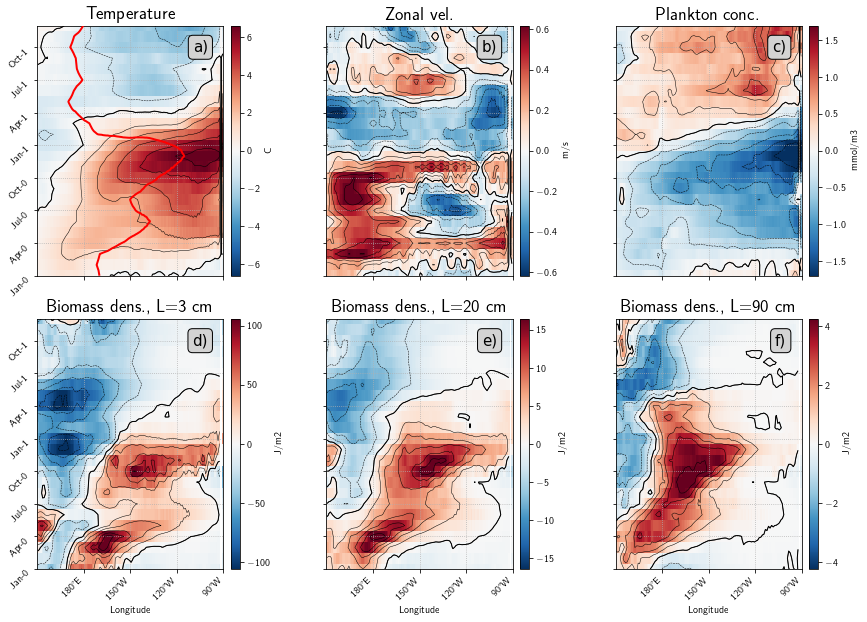 Temperature
Zonal vel.
Plankton conc.
a)
b)
c)
Oct-1
Jul-1
Apr-1
Jan-1
Oct-0
Jul-0
Apr-0
Jan-0
6
4
2
0
−2
−4
−6
C
0.6
0.4
0.2
0.0
−0.2
−0.4
−0.6
m/s
1.5
1.0
0.5
0.0
−0.5
−1.0
−1.5
mmol/m3
Biomass dens., L=3 cm
Biomass dens., L=20 cm
Biomass dens., L=90 cm
d)
e)
f)
Oct-1
Jul-1
Apr-1
Jan-1
Oct-0
Jul-0
Apr-0
Jan-0
100
50
0
−50
−100
J/m2
15
10
5
0
−5
−10
−15
J/m2
4
2
0
−2
−4
J/m2
180°E
150°W
120°W
90°W
Longitude
180°E
150°W
120°W
90°W
Longitude
180°E
150°W
120°W
90°W
Longitude